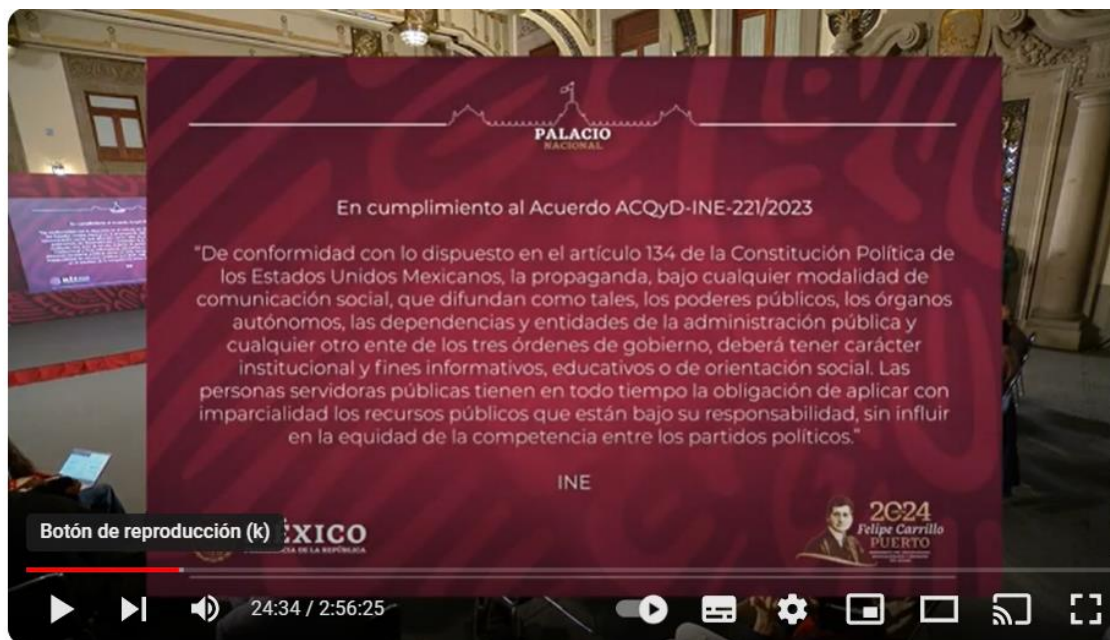 PALACIO
NACIONAL
En cumplimiento al Acuerdo ACQyD-INE-221/2023
“De conformidad con lo dispuesto en el artículo 134 de la Constitución Política de
los Estados Unidos Mexicanos, la propaganda, bajo cualquier modalidad de
comunicación social, que difundan como tales, los poderes públicos, los órganos
autónomos, las dependencias y entidades de la administración pública y
cualquier otro ente de los tres órdenes de gobierno, deberá tener carácter
institucional y fines informativos, educativos o de orientación social. Las
personas servidoras públicas tienen en todo tiempo la obligación de aplicar con
imparcialidad los recursos públicos que están bajo su responsabilidad, sin influir
en la equidad de la competencia entre los partidos políticos.”
INE
Botón de reproducción (k)
ÉXICO
DE LA REPÚBLICA
2024
Felipe Carrillo
PUERTO
24:34 / 2:56:25